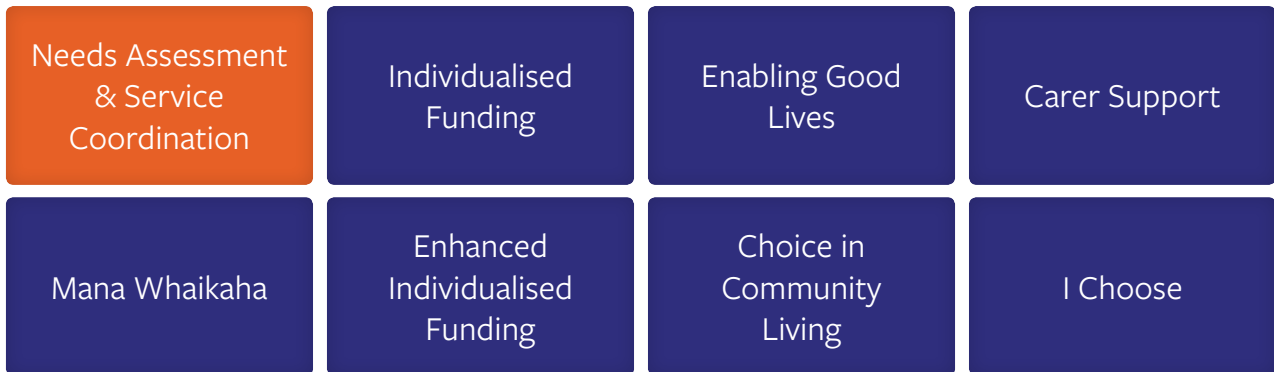 Needs Assessment
& Service
Coordination
Individualised
Funding
Enabling Good
Lives
Carer Support
Mana Whaikaha
Enhanced
Individualised
Funding
Choice in
Community
Living
I Choose